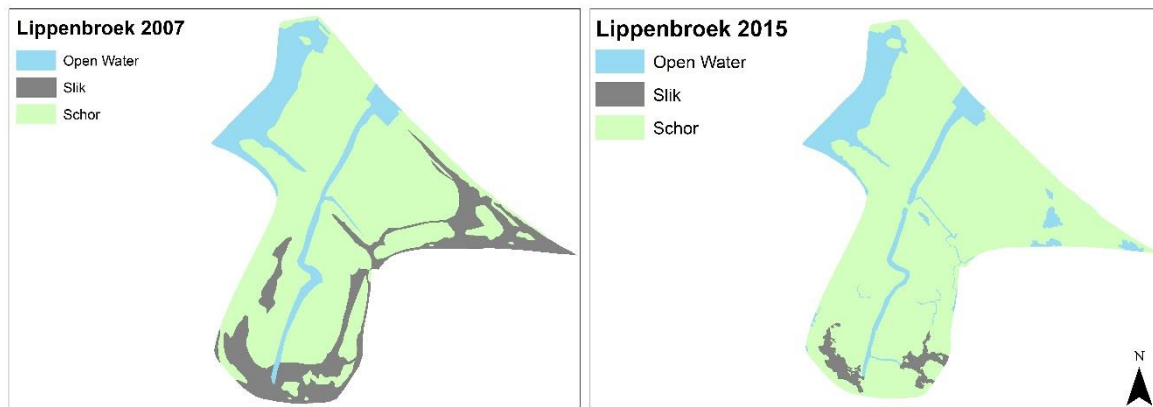 Lippenbroek 2007
Open Water
Slik
Schor
Lippenbroek 2015
Open Water
Slik
Schor
N